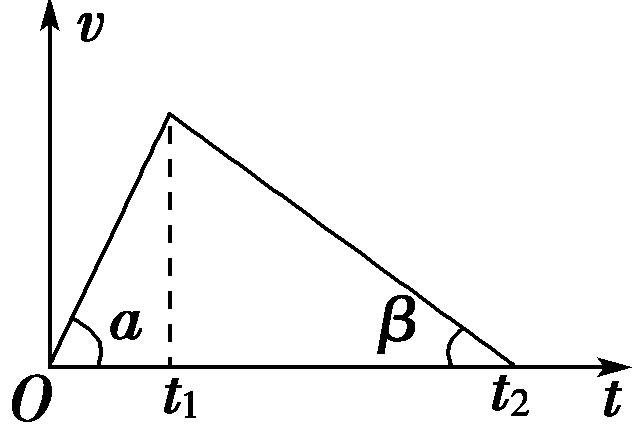 v
a
β
O
t₁
t₂
t